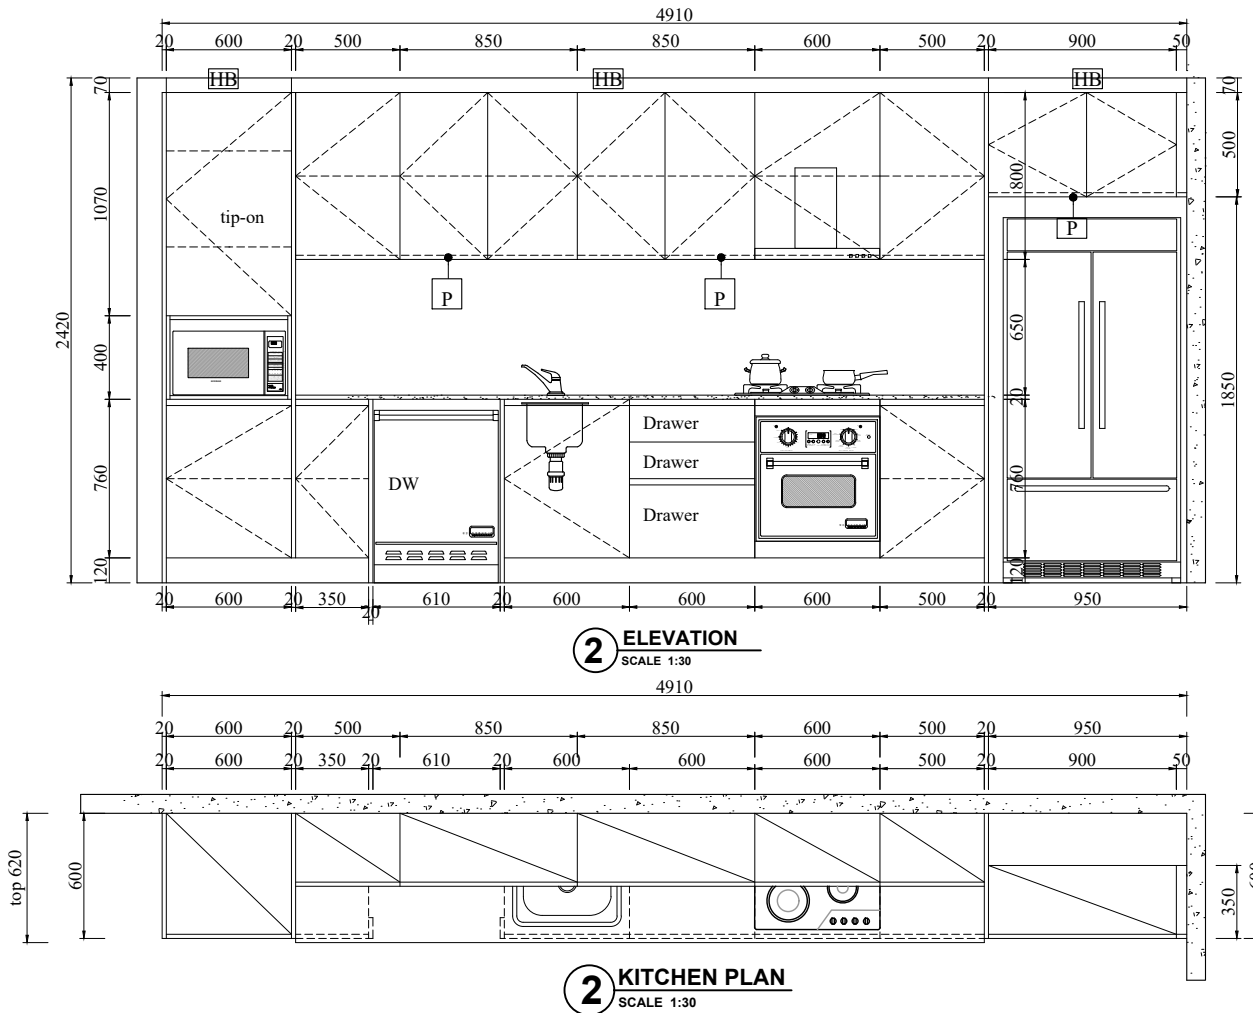 4910
20 600 20 500 850 850 600 500 20 900 50
HB HB HB
70 1070 400 760 120
2420
tip-on
P P P
800 650 20 760 120
70 500 1850
Drawer
Drawer
Drawer
DW
20 600 20 350 20 610 20 600 600 600 500 20 950
2 ELEVATION
SCALE 1:30
4910
20 600 20 500 850 850 600 500 20 950
20 600 20 350 20 610 20 600 600 600 500 20 900 50
top 620
600
350
600
2 KITCHEN PLAN
SCALE 1:30